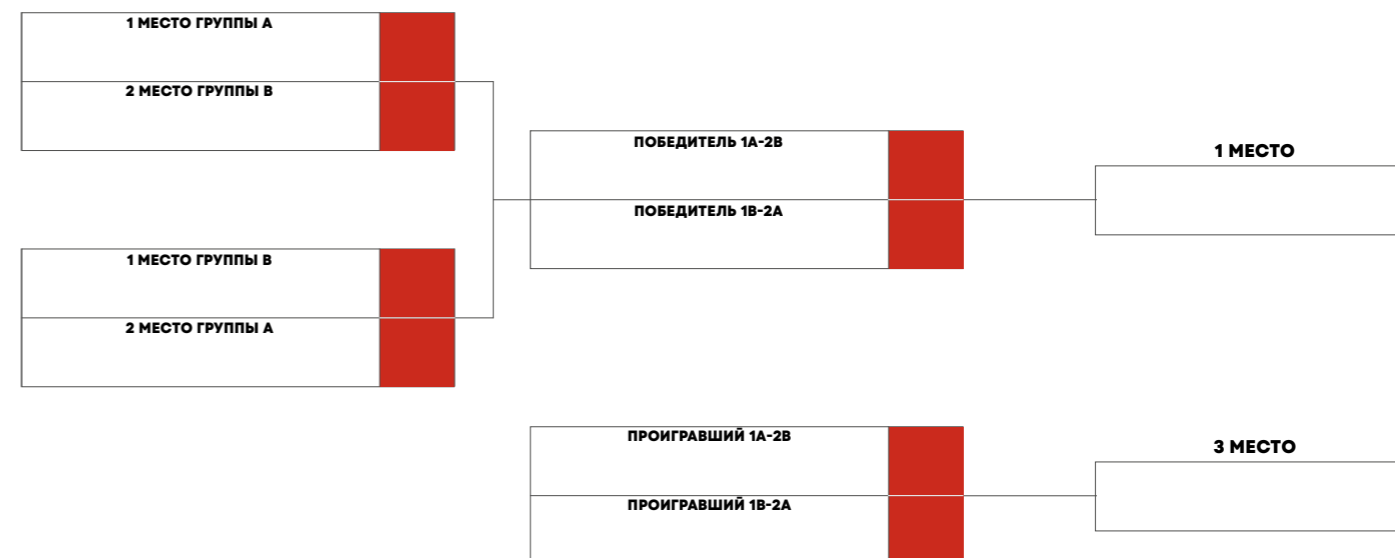 1 МЕСТО ГРУППЫ А
2 МЕСТО ГРУППЫ В
ПОБЕДИТЕЛЬ 1А-2В
1 МЕСТО
ПОБЕДИТЕЛЬ 1В-2А
1 МЕСТО ГРУППЫ В
2 МЕСТО ГРУППЫ А
ПРОИГРАВШИЙ 1А-2В
3 МЕСТО
ПРОИГРАВШИЙ 1В-2А